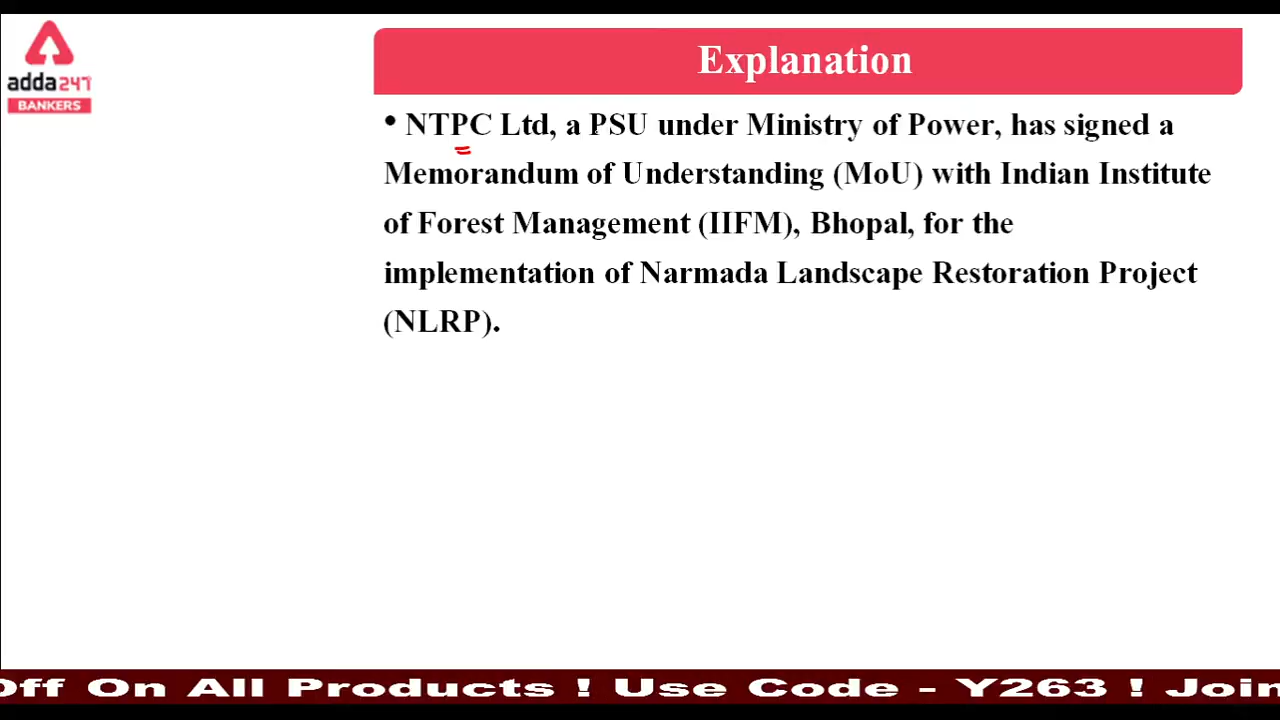 adda247
BANKERS
Explanation
• NTPC Ltd, a PSU under Ministry of Power, has signed a
Memorandum of Understanding (MoU) with Indian Institute
of Forest Management (IIFM), Bhopal, for the
implementation of Narmada Landscape Restoration Project
(NLRP).
Off On All Products ! Use Code - Y263 ! Join